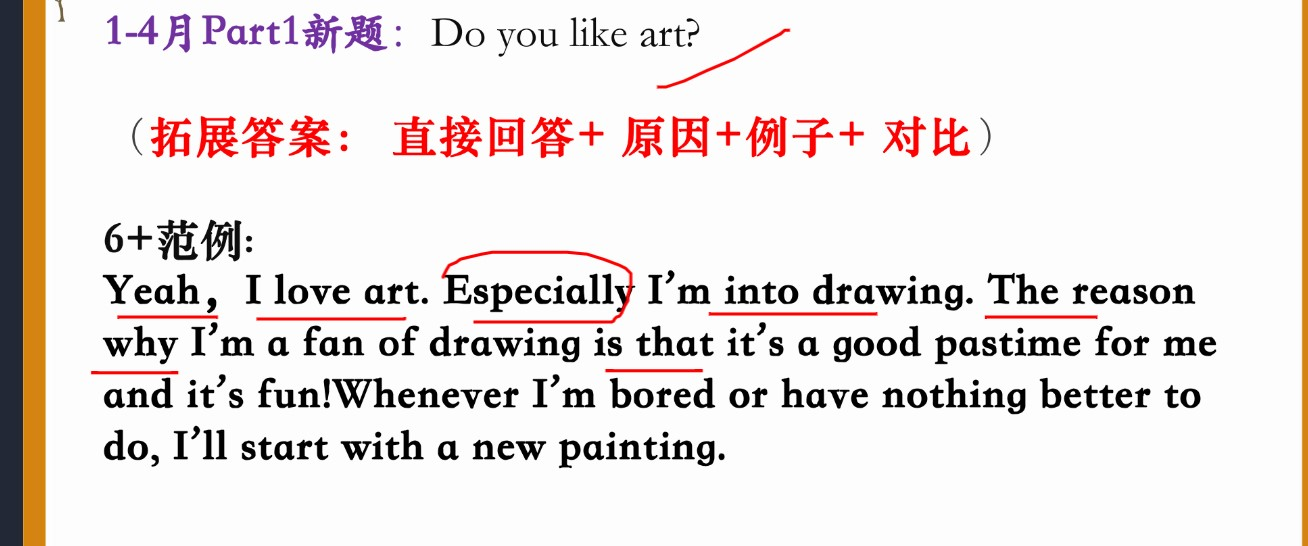 1-4月Part1新题： Do you like art?
（拓展答案： 直接回答+ 原因+例子+ 对比）
6+范例:
Yeah，I love art. Especially I’m into drawing. The reason
why I’m a fan of drawing is that it’s a good pastime for me
and it’s fun!Whenever I’m bored or have nothing better to
do, I’ll start with a new painting.